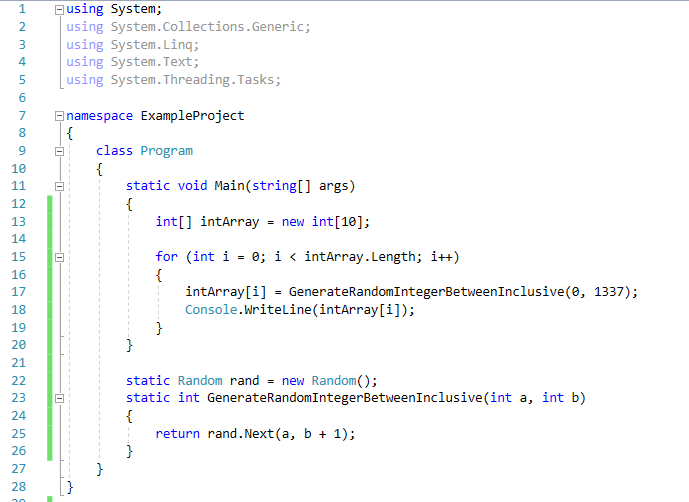 1 using System;
2 using System.Collections.Generic;
3 using System.Linq;
4 using System.Text;
5 using System.Threading.Tasks;
6
7 namespace ExampleProject
8 {
9     class Program
10     {
11         static void Main(string[] args)
12         {
13             int[] intArray = new int[10];
14
15             for (int i = 0; i < intArray.Length; i++)
16             {
17                 intArray[i] = GenerateRandomIntegerBetweenInclusive(0, 1337);
18                 Console.WriteLine(intArray[i]);
19             }
20         }
21
22         static Random rand = new Random();
23         static int GenerateRandomIntegerBetweenInclusive(int a, int b)
24         {
25             return rand.Next(a, b + 1);
26         }
27     }
28 }